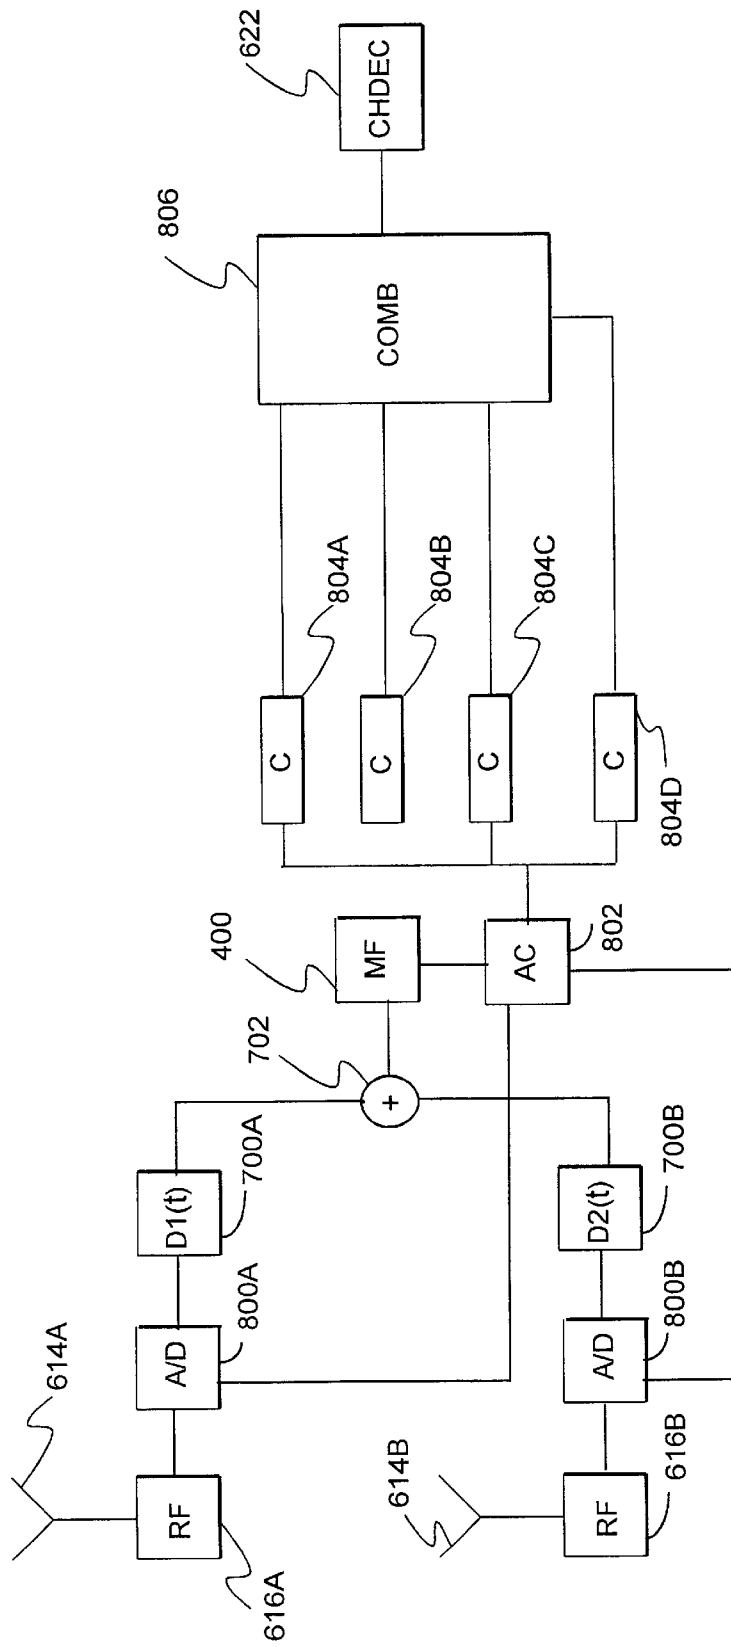 614A
RF
616A
A/D
800A
D1(t)
700A
702
+
400
MF
AC
802
614B
RF
616B
A/D
800B
D2(t)
700B
C
804A
C
804B
C
804C
C
804D
806
COMB
622
CHDEC